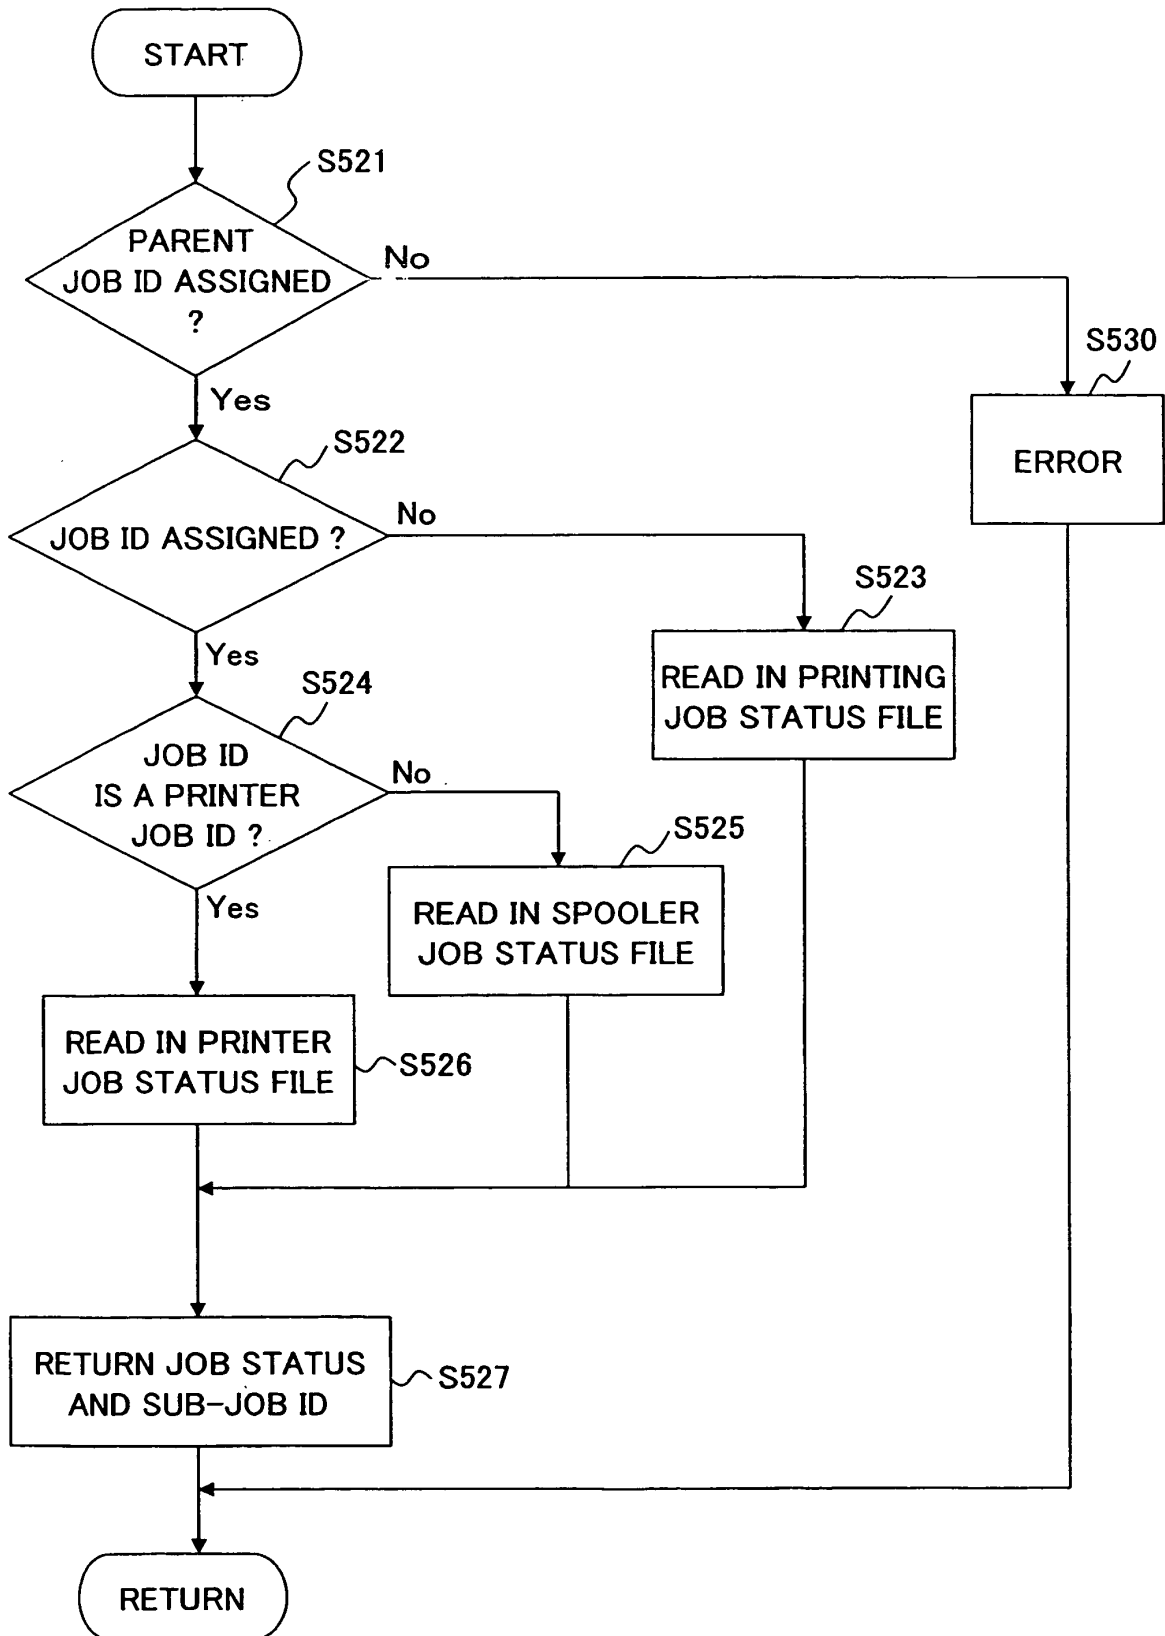 START
S521
PARENT
JOB ID ASSIGNED
?
No
Yes
S530
ERROR
S522
JOB ID ASSIGNED ?
No
Yes
S523
READ IN PRINTING
JOB STATUS FILE
S524
JOB ID
IS A PRINTER
JOB ID ?
No
Yes
S525
READ IN SPOOLER
JOB STATUS FILE
READ IN PRINTER
JOB STATUS FILE
S526
RETURN JOB STATUS
AND SUB-JOB ID
S527
RETURN